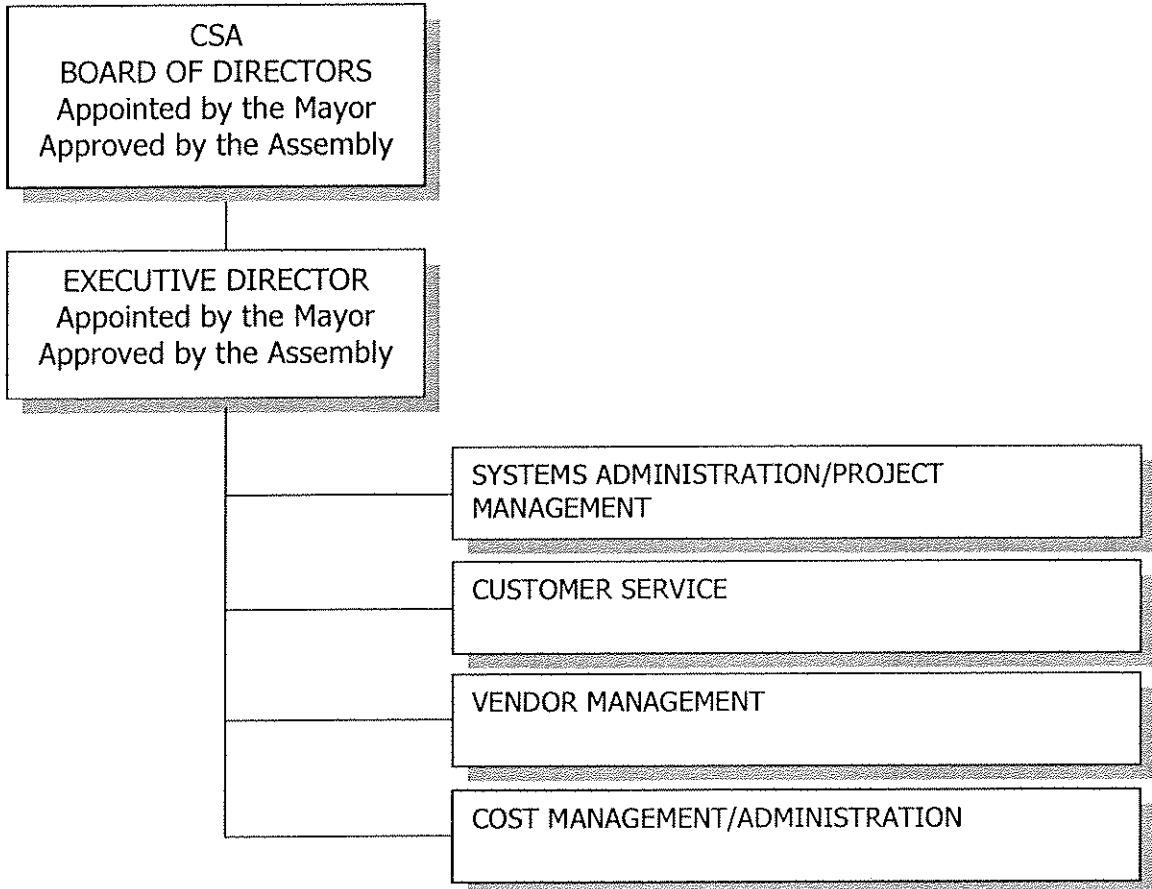 CSA
BOARD OF DIRECTORS
Appointed by the Mayor
Approved by the Assembly
EXECUTIVE DIRECTOR
Appointed by the Mayor
Approved by the Assembly
SYSTEMS ADMINISTRATION/PROJECT
MANAGEMENT
CUSTOMER SERVICE
VENDOR MANAGEMENT
COST MANAGEMENT/ADMINISTRATION